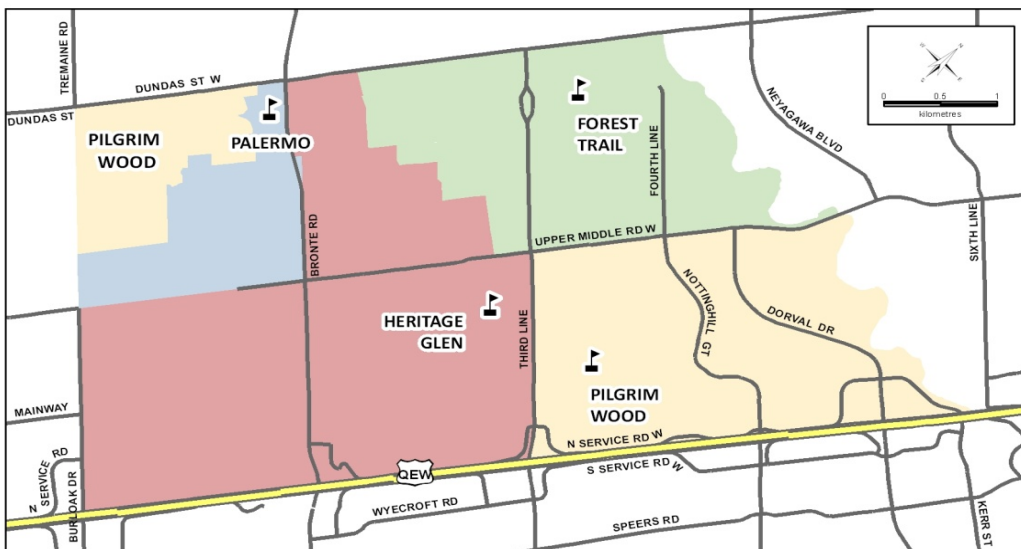 TREMAINE RD
DUNDAS ST W
DUNDAS ST
PILGRIM
WOOD
PALERMO
FOREST
TRAIL
FOURTH LINE
NEYAGAWA BLVD
0
0.5
1
kilometres
BRONTE RD
UPPER MIDDLE RD W
SIXTH LINE
HERITAGE
GLEN
THIRD LINE
NOTTINGHILL GT
DORVAL DR
PILGRIM
WOOD
MAINWAY
N SERVICE RD
BURLOAK DR
QEW
N SERVICE RD W
S SERVICE RD W
WYECROFT RD
SPEERS RD
KERR ST